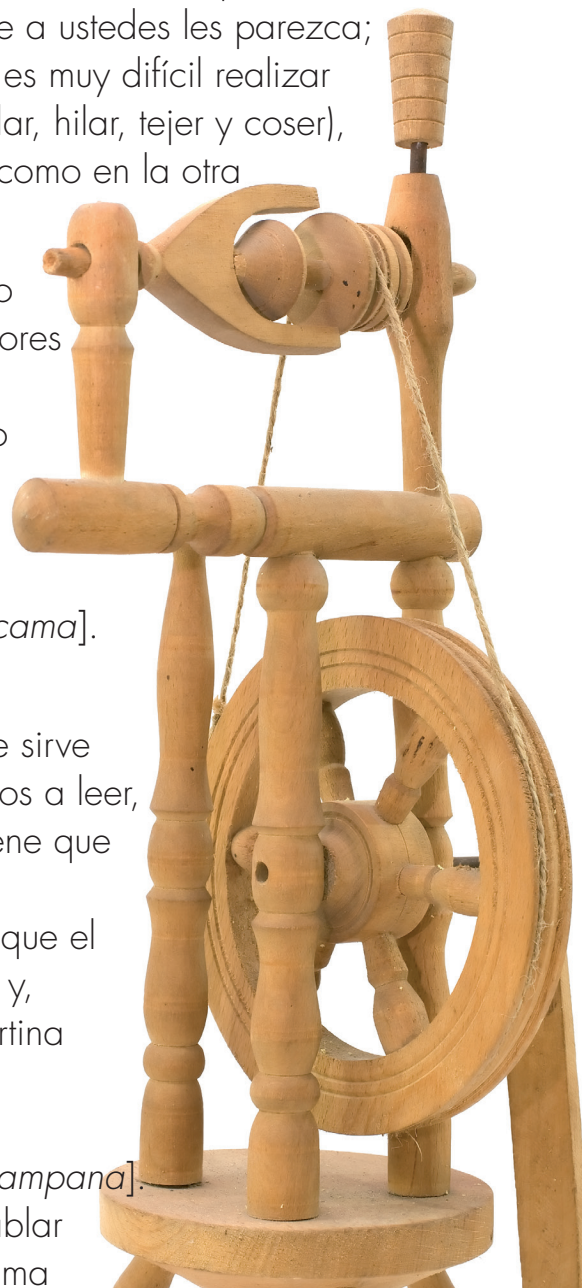 e a ustedes les parezca;
es muy difícil realizar
lar, hilar, tejer y coser),
como en la otra
o
ores
o
cama].
e sirve
os a leer,
ene que
que el
y,
rtina
ampana].
ablar
ma